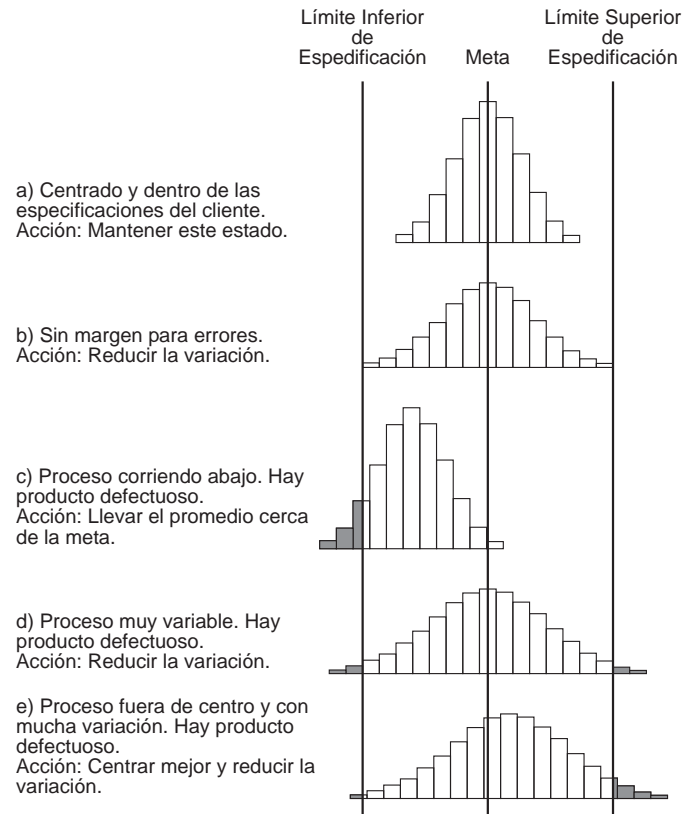 Límite Inferior
de
Espedificación
Meta
Límite Superior
de
Espedificación
a) Centrado y dentro de las
especificaciones del cliente.
Acción: Mantener este estado.
b) Sin margen para errores.
Acción: Reducir la variación.
c) Proceso corriendo abajo. Hay
producto defectuoso.
Acción: Llevar el promedio cerca
de la meta.
d) Proceso muy variable. Hay
producto defectuoso.
Acción: Reducir la variación.
e) Proceso fuera de centro y con
mucha variación. Hay producto
defectuoso.
Acción: Centrar mejor y reducir la
variación.